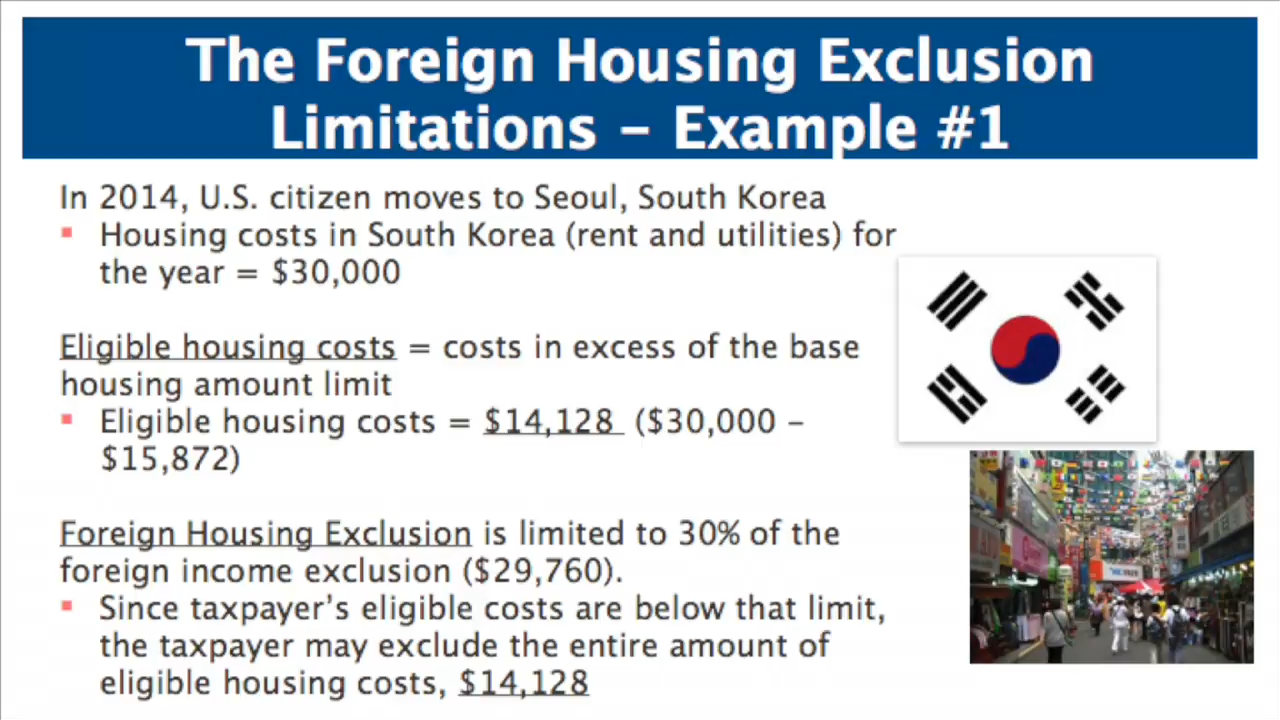 The Foreign Housing Exclusion
Limitations – Example #1
In 2014, U.S. citizen moves to Seoul, South Korea
▪ Housing costs in South Korea (rent and utilities) for
the year = $30,000
Eligible housing costs = costs in excess of the base
housing amount limit
▪ Eligible housing costs = $14,128 ($30,000 –
$15,872)
Foreign Housing Exclusion is limited to 30% of the
foreign income exclusion ($29,760).
▪ Since taxpayer's eligible costs are below that limit,
the taxpayer may exclude the entire amount of
eligible housing costs, $14,128